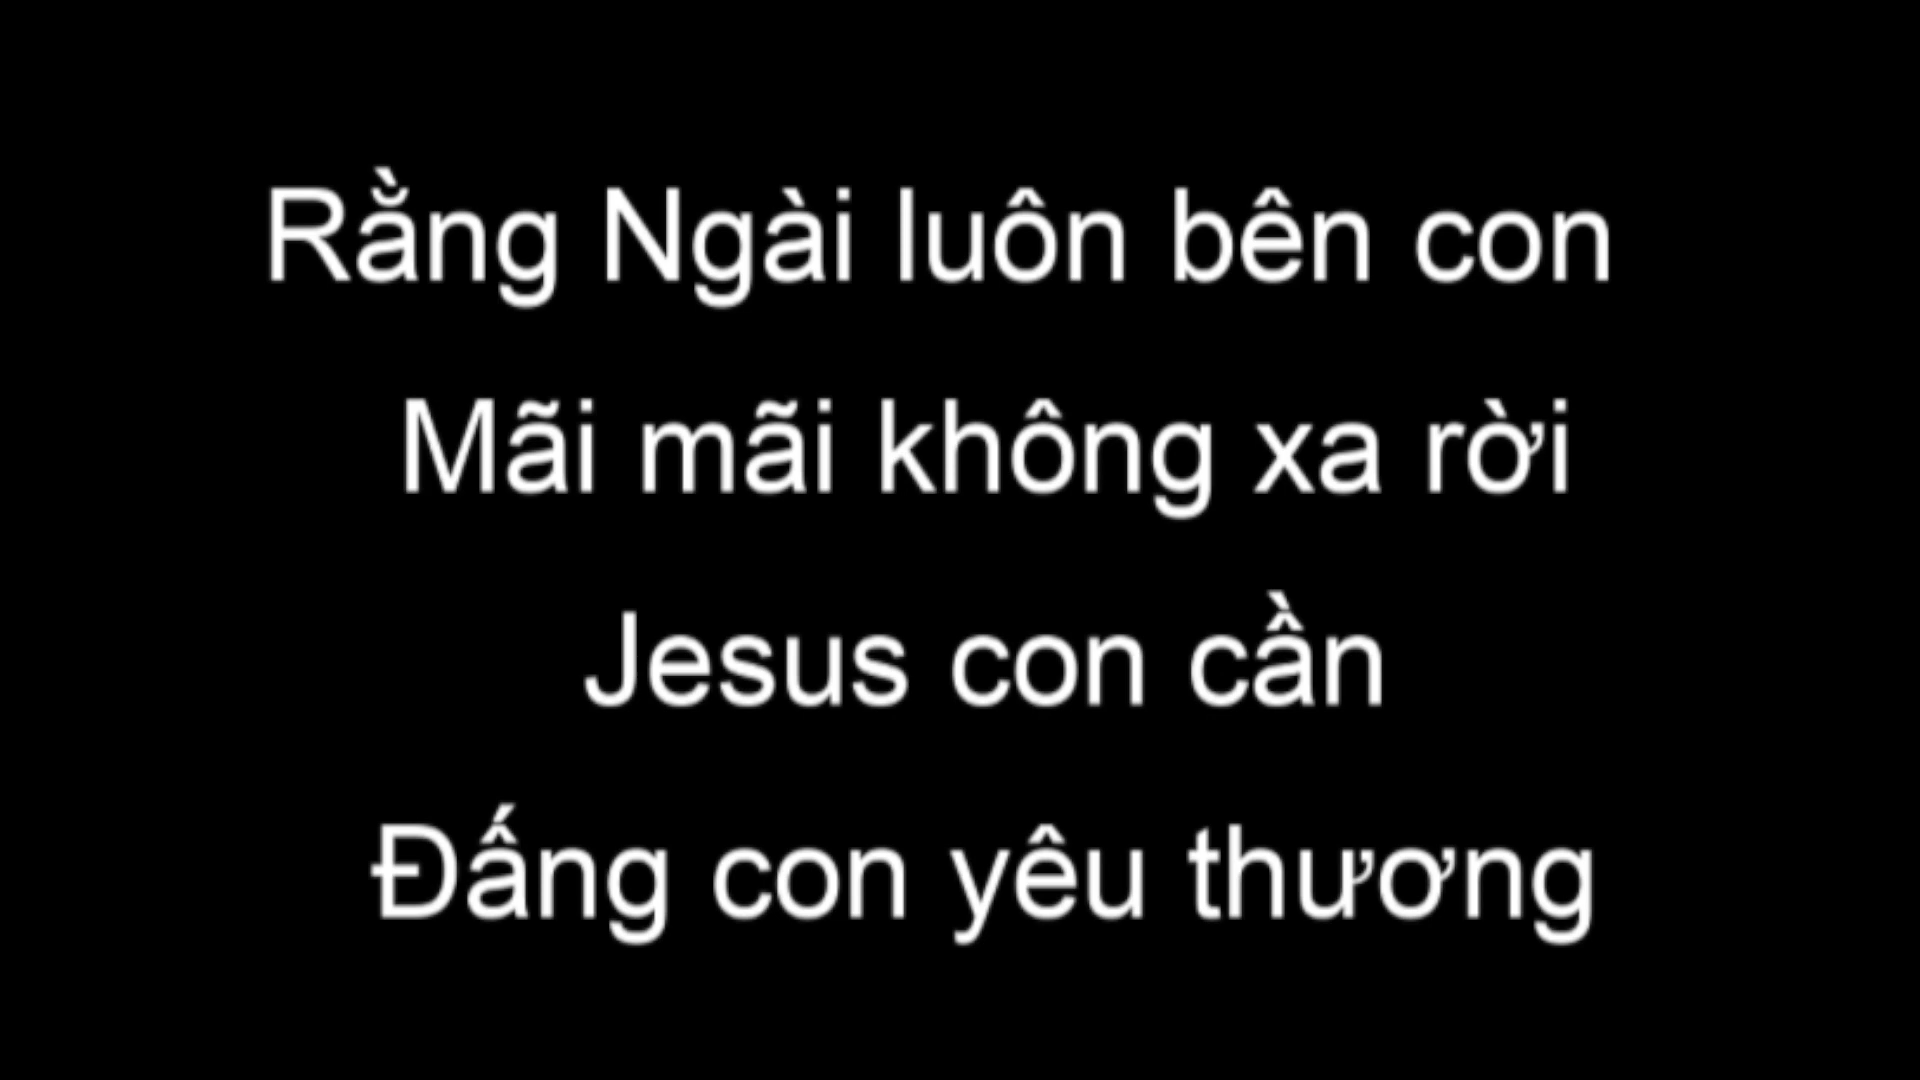 Rằng Ngài luôn bên con
Mãi mãi không xa rời
Jesus con cần
Đấng con yêu thương